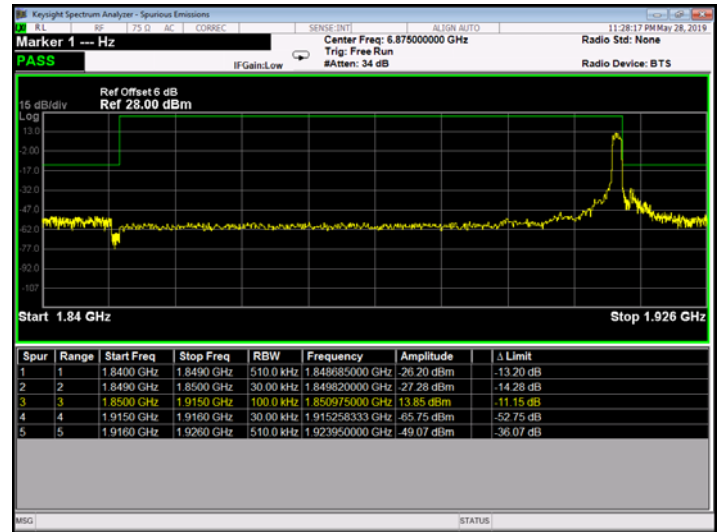 Keysight Spectrum Analyzer - Spurious Emissions
RL RF 75 Ω AC CORREC SENSE:INT ALIGN AUTO 11:28:17 PM May 28, 2019
Marker 1 --- Hz Center Freq: 6.875000000 GHz Radio Std: None
Trig: Free Run
PASS IFGain:Low #Atten: 34 dB Radio Device: BTS
Ref Offset 6 dB
15 dB/div Ref 28.00 dBm
Log
13.0
-2.00
-17.0
-32.0
-47.0
-62.0
-77.0
-92.0
-107
Start 1.84 GHz Stop 1.926 GHz
Spur Range Start Freq Stop Freq RBW Frequency Amplitude Δ Limit
1 1 1.8400 GHz 1.8490 GHz 510.0 kHz 1.848685000 GHz -26.20 dBm -13.20 dB
2 2 1.8490 GHz 1.8500 GHz 30.00 kHz 1.849820000 GHz -27.28 dBm -14.28 dB
3 3 1.8500 GHz 1.9150 GHz 100.0 kHz 1.850975000 GHz 13.85 dBm -11.15 dB
4 4 1.9150 GHz 1.9160 GHz 30.00 kHz 1.915258333 GHz -65.75 dBm -52.75 dB
5 5 1.9160 GHz 1.9260 GHz 510.0 kHz 1.923950000 GHz -49.07 dBm -36.07 dB
MSG STATUS